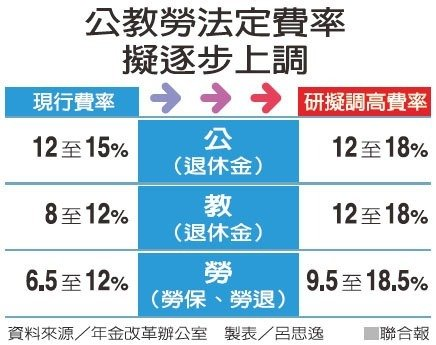 公教勞法定費率
擬逐步上調
現行費率 研擬調高費率
12至15% 公 12至18%
（退休金）
8至12% 教 12至18%
（退休金）
6.5至12% 勞 9.5至18.5%
（勞保、勞退）
資料來源／年金改革辦公室 製表／呂思逸 聯合報